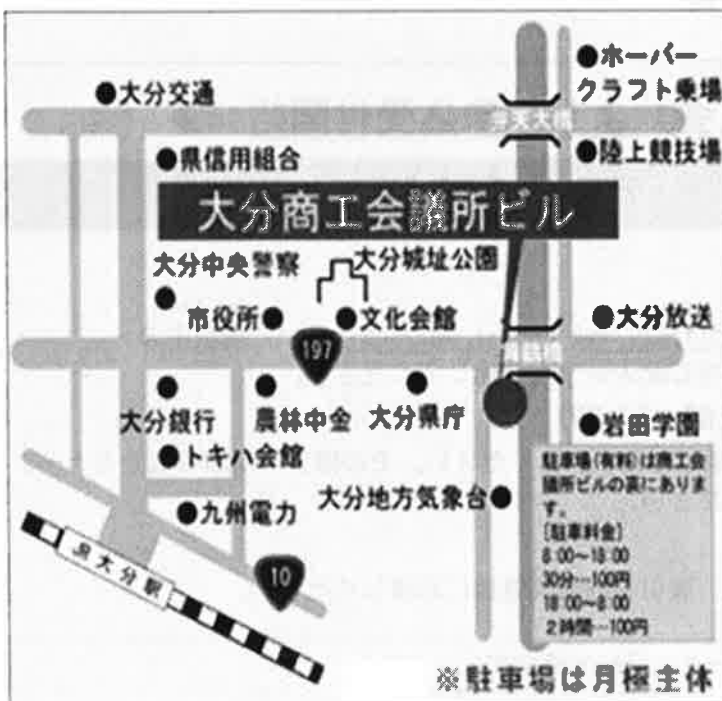 ●ホーバー
クラフト乗場
●大分交通
弁天大橋
●県信用組合
●陸上競技場
大分商工会議所ビル
大分中央警察
大分城址公園
市役所●
●文化会館
●大分放送
197
大分銀行
農林中金
大分県庁
●岩田学園
●トキハ会館
大分地方気象台●
●九州電力
駐車場(有料)は商工会
議所ビルの裏にありま
す。
[駐車料金]
8:00〜18:00
30分…100円
18:00〜8:00
2時間…100円
JR大分駅
10
※駐車場は月極主体